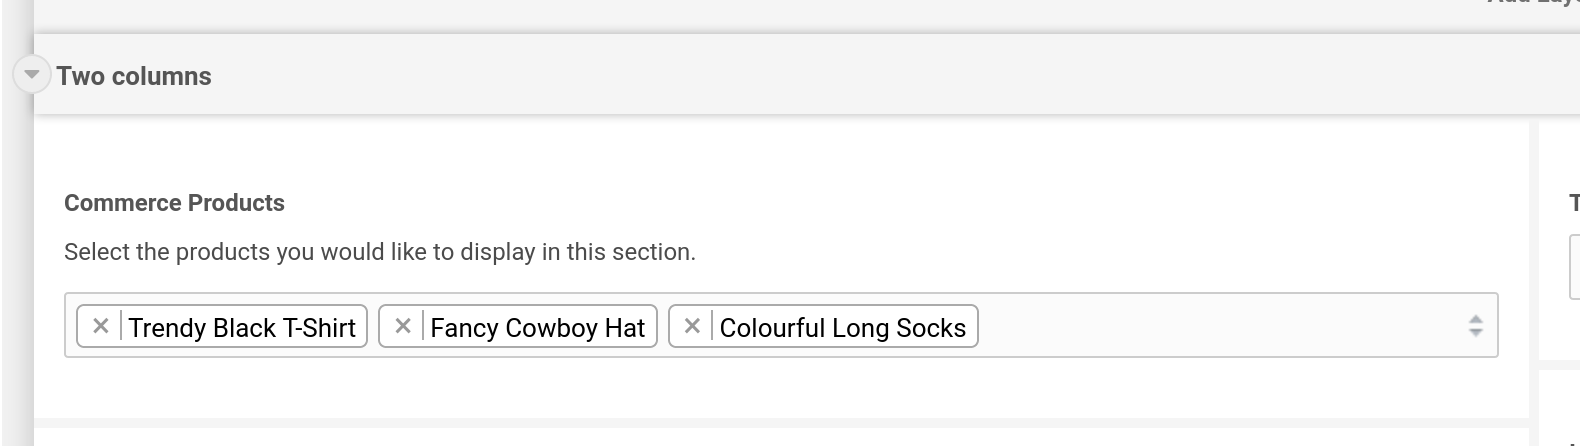 Two columns
Commerce Products
Select the products you would like to display in this section.
Trendy Black T-Shirt Fancy Cowboy Hat Colourful Long Socks